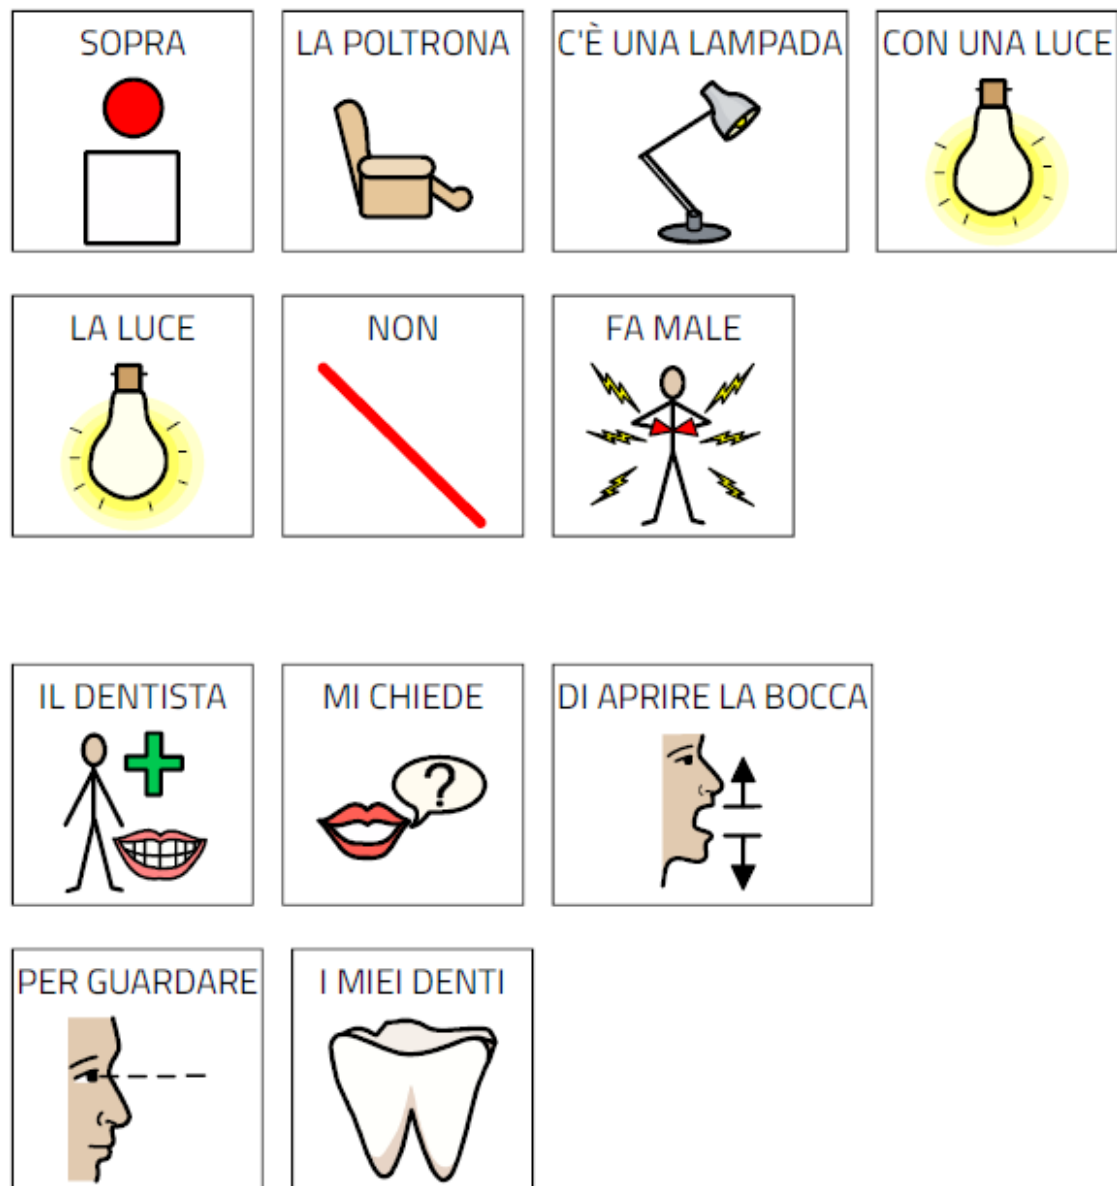 SOPRA
LA POLTRONA
C'È UNA LAMPADA
CON UNA LUCE
LA LUCE
NON
FA MALE
IL DENTISTA
MI CHIEDE
?
DI APRIRE LA BOCCA
PER GUARDARE
I MIEI DENTI